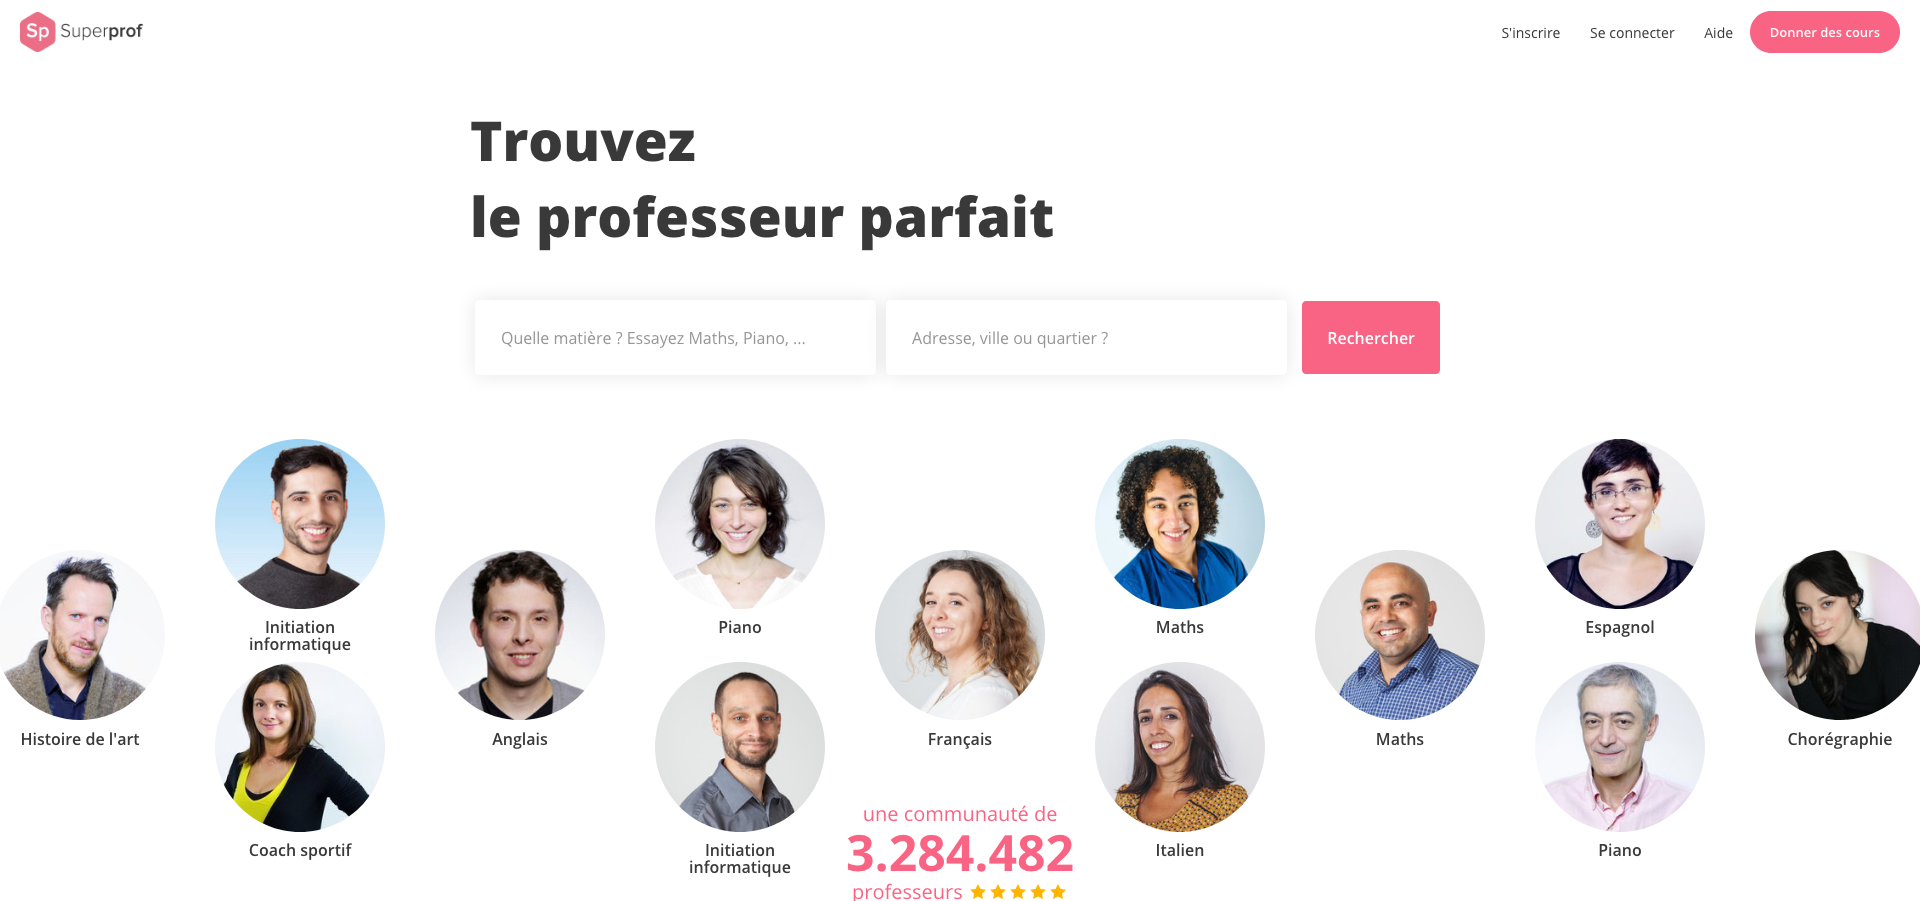 Sp Superprof
S'inscrire
Se connecter
Aide
Donner des cours
Trouvez
le professeur parfait
Quelle matière ? Essayez Maths, Piano, ...
Adresse, ville ou quartier ?
Rechercher
Initiation
informatique
Piano
Maths
Espagnol
Histoire de l'art
Anglais
Français
Maths
Chorégraphie
Coach sportif
Initiation
informatique
Italien
Piano
une communauté de
3.284.482
professeurs